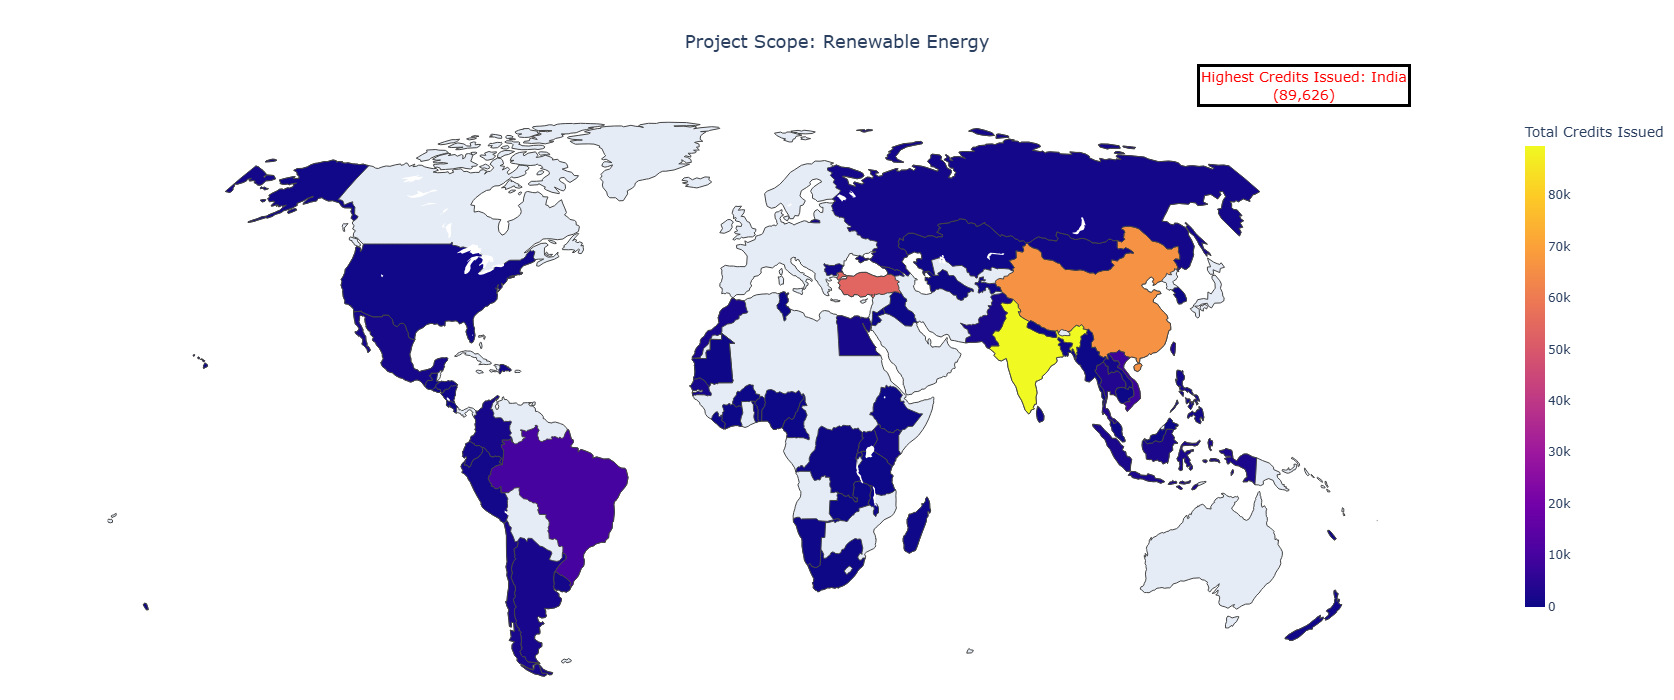 Project Scope: Renewable Energy
Highest Credits Issued: India
(89,626)
Total Credits Issued
80k
70k
60k
50k
40k
30k
20k
10k
0